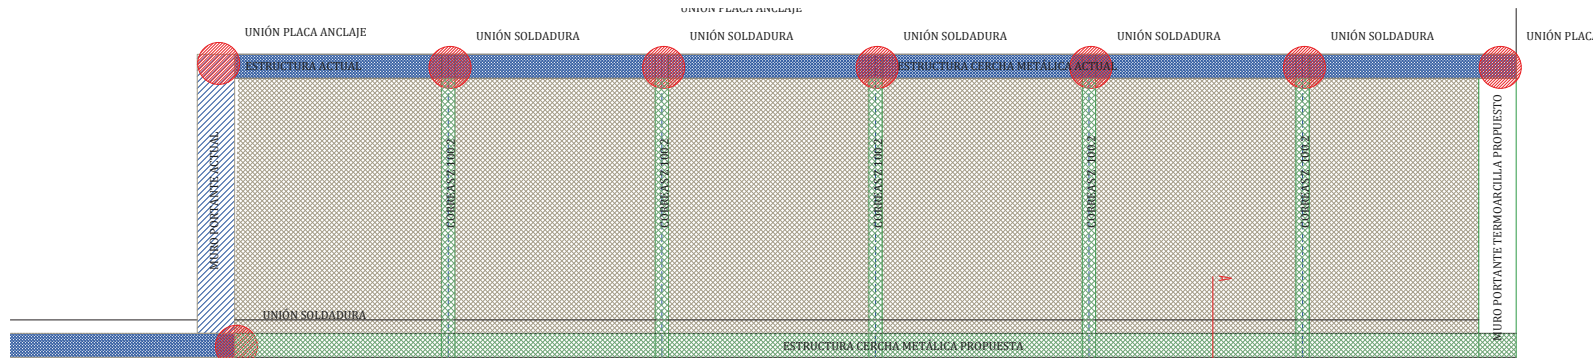 UNIÓN PLACA ANCLAJE
UNIÓN PLACA ANCLAJE
UNIÓN SOLDADURA
UNIÓN SOLDADURA
UNIÓN SOLDADURA
UNIÓN SOLDADURA
UNIÓN SOLDADURA
UNIÓN PLACA
ESTRUCTURA ACTUAL
ESTRUCTURA CERCHA METÁLICA ACTUAL
MURO PORTANTE ACTUAL
CORREAS Z 100.2
CORREAS Z 100.2
CORREAS Z 100.2
CORREAS Z 100.2
CORREAS Z 100.2
MURO PORTANTE TERMOARCILLA PROPUESTO
A
UNIÓN SOLDADURA
ESTRUCTURA CERCHA METÁLICA PROPUESTA